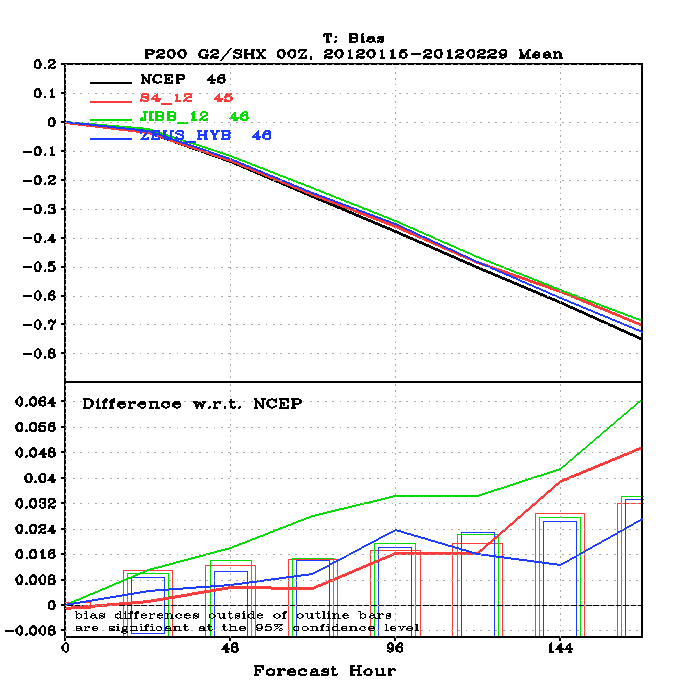 T: Bias
P200 G2/SHX 00Z, 20120115-20120229 Mean
0.2
0.1
0
-0.1
-0.2
-0.3
-0.4
-0.5
-0.6
-0.7
-0.8
NCEP 46
S4_12 45
JIBB_12 46
ZEUS_HYB 46
Difference w.r.t. NCEP
0.064
0.056
0.048
0.04
0.032
0.024
0.016
0.008
0
-0.008
bias differences outside of outline bars
are significant at the 95% confidence level
0 48 96 144
Forecast Hour